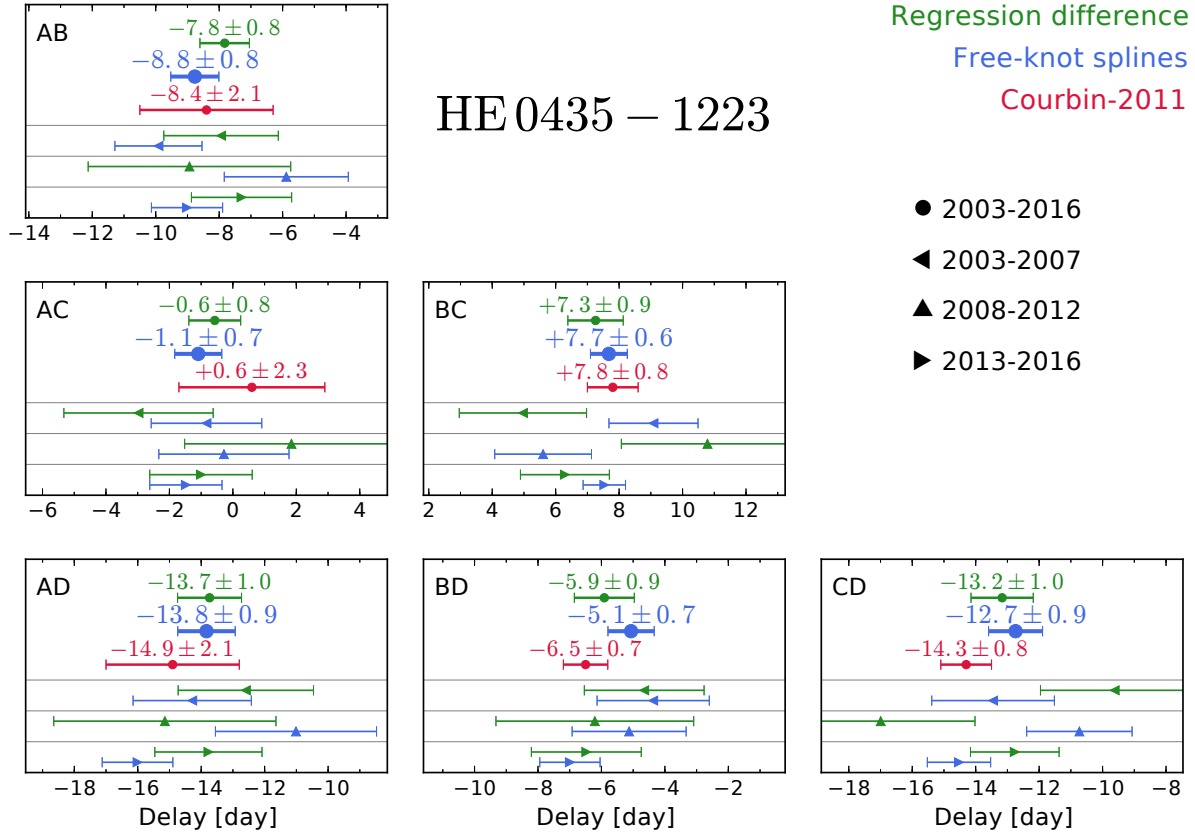 Regression difference
Free-knot splines
Courbin-2011
HE 0435 − 1223
2003-2016
2003-2007
2008-2012
2013-2016
AB
−7.8 ± 0.8
−8.8 ± 0.8
−8.4 ± 2.1
−14 −12 −10 −8 −6 −4
AC
−0.6 ± 0.8
−1.1 ± 0.7
+0.6 ± 2.3
−6 −4 −2 0 2 4
BC
+7.3 ± 0.9
+7.7 ± 0.6
+7.8 ± 0.8
2 4 6 8 10 12
AD
−13.7 ± 1.0
−13.8 ± 0.9
−14.9 ± 2.1
−18 −16 −14 −12 −10
Delay [day]
BD
−5.9 ± 0.9
−5.1 ± 0.7
−6.5 ± 0.7
−10 −8 −6 −4 −2
Delay [day]
CD
−13.2 ± 1.0
−12.7 ± 0.9
−14.3 ± 0.8
−18 −16 −14 −12 −10 −8
Delay [day]